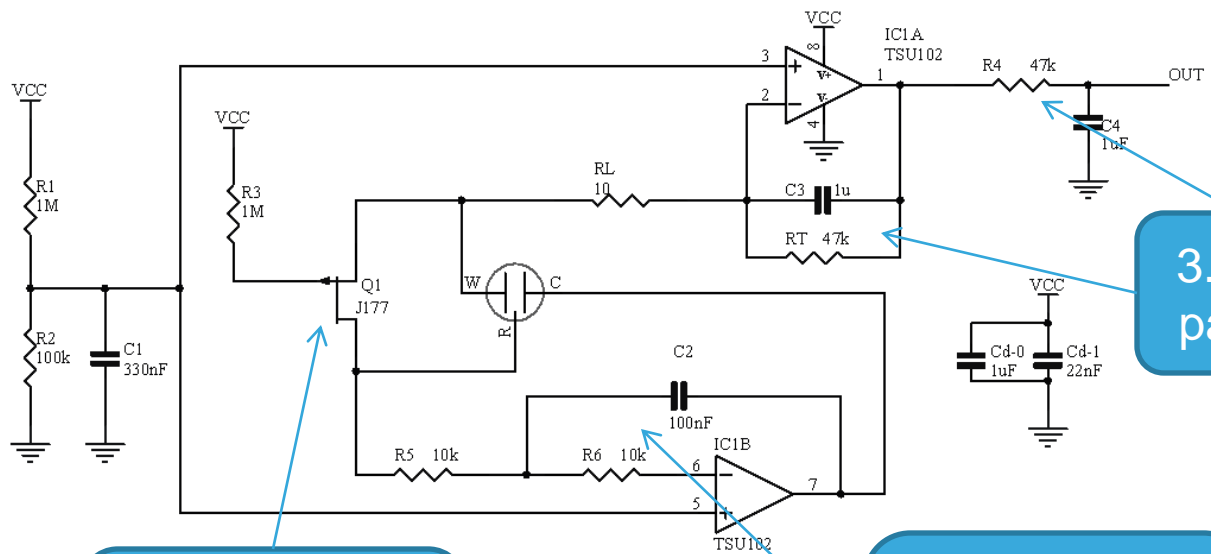 VCC
IC1A
TSU102
3
8
V+
1
R4 47k
OUT
2
V-
4
C4
1uF
VCC
VCC
R1
1M
R3
1M
RL
10
C3
1u
RT 47k
Q1
J177
W
C
R
R2
100k
C1
330nF
C2
100nF
VCC
Cd-0
1uF
Cd-1
22nF
3.
pa
R5 10k
R6 10k
IC1B
6
7
5
TSU102